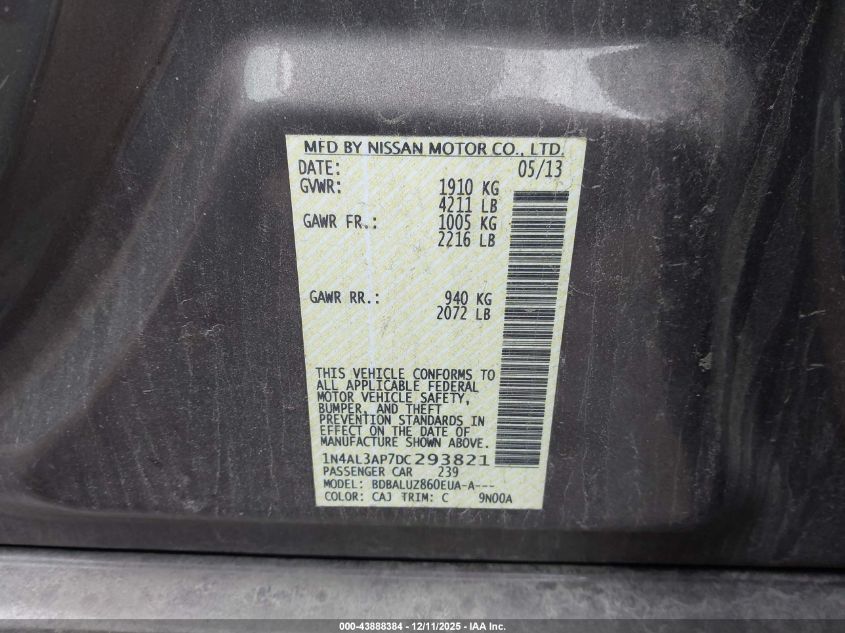 MFD BY NISSAN MOTOR CO., LTD.
DATE: 05/13
GVWR: 1910 KG
4211 LB
GAWR FR.: 1005 KG
2216 LB
GAWR RR.: 940 KG
2072 LB
THIS VEHICLE CONFORMS TO
ALL APPLICABLE FEDERAL
MOTOR VEHICLE SAFETY,
BUMPER, AND THEFT
PREVENTION STANDARDS IN
EFFECT ON THE DATE OF
MANUFACTURE SHOWN ABOVE.
1N4AL3AP7DC293821
PASSENGER CAR 239
MODEL: BDBALUZ860EUA-A---
COLOR: CAJ TRIM: C 9N00A
000-43888384 - 12/11/2025 - IAA Inc.